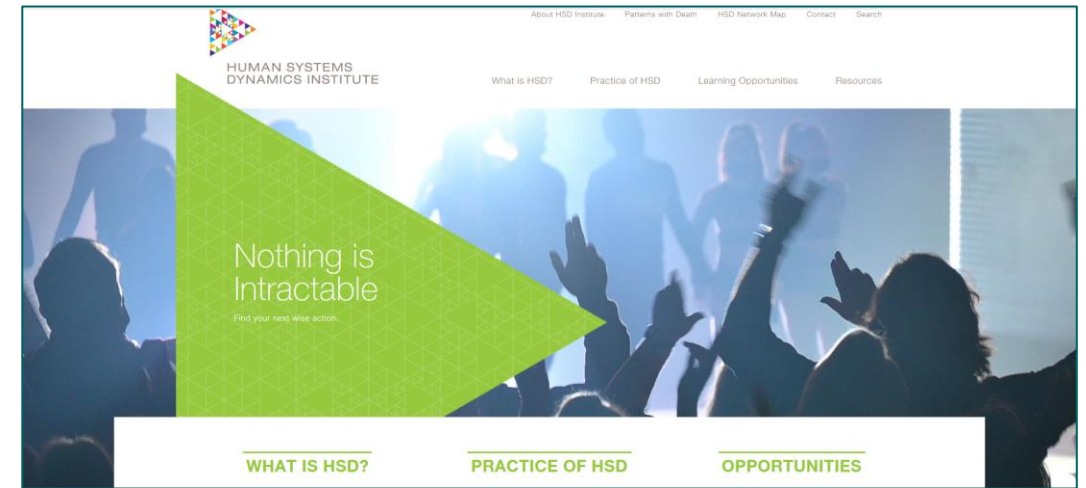 About HSD Institute Patterns with Death HSD Network Map Contact Search
HUMAN SYSTEMS
DYNAMICS INSTITUTE
What is HSD? Practice of HSD Learning Opportunities Resources
Nothing is
Intractable
Find your next wise action.
WHAT IS HSD? PRACTICE OF HSD OPPORTUNITIES